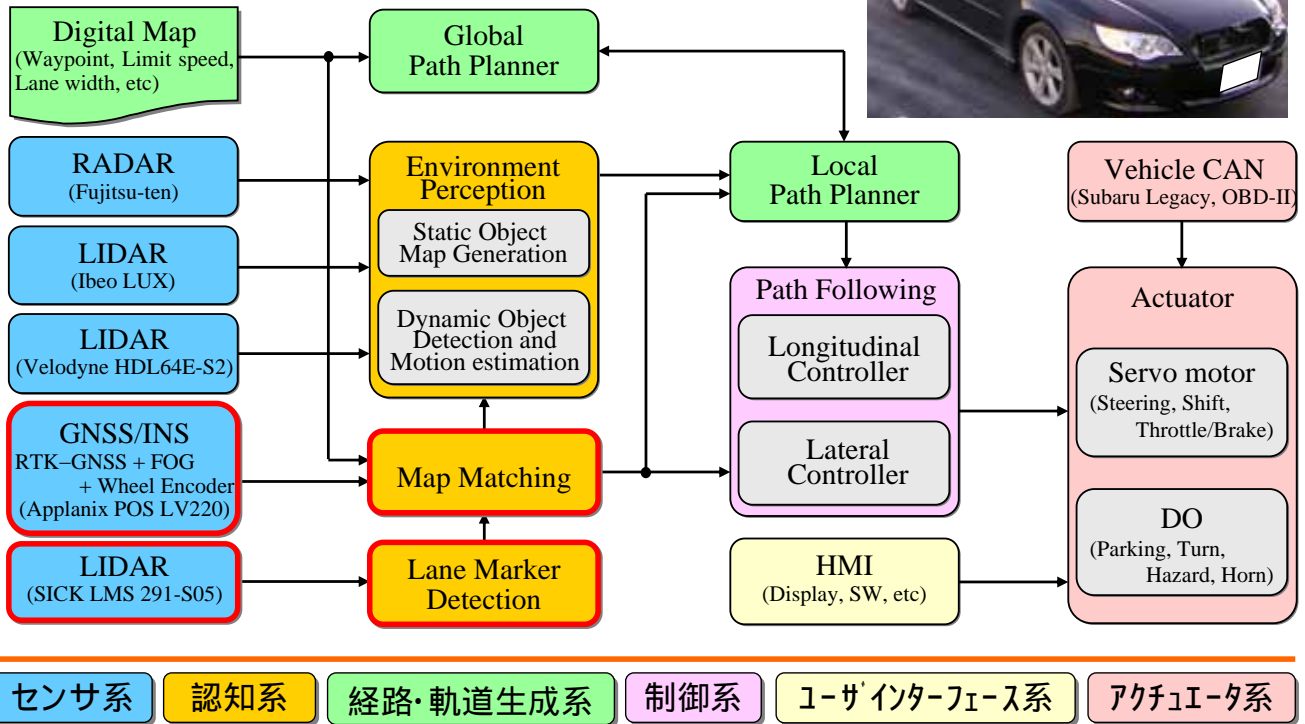 Digital Map
(Waypoint, Limit speed,
Lane width, etc)
Global
Path Planner
RADAR
(Fujitsu-ten)
Environment
Perception
Static Object
Map Generation
Dynamic Object
Detection and
Motion estimation
Local
Path Planner
Vehicle CAN
(Subaru Legacy, OBD-II)
LIDAR
(Ibeo LUX)
LIDAR
(Velodyne HDL64E-S2)
Path Following
Longitudinal
Controller
Lateral
Controller
Actuator
Servo motor
(Steering, Shift,
Throttle/Brake)
DO
(Parking, Turn,
Hazard, Horn)
GNSS/INS
RTK–GNSS + FOG
+ Wheel Encoder
(Applanix POS LV220)
Map Matching
LIDAR
(SICK LMS 291-S05)
Lane Marker
Detection
HMI
(Display, SW, etc)
センサ系
認知系
経路・軌道生成系
制御系
ﾕｰｻﾞｲﾝﾀｰﾌｪｰｽ系
ｱｸﾁｭｴｰﾀ系